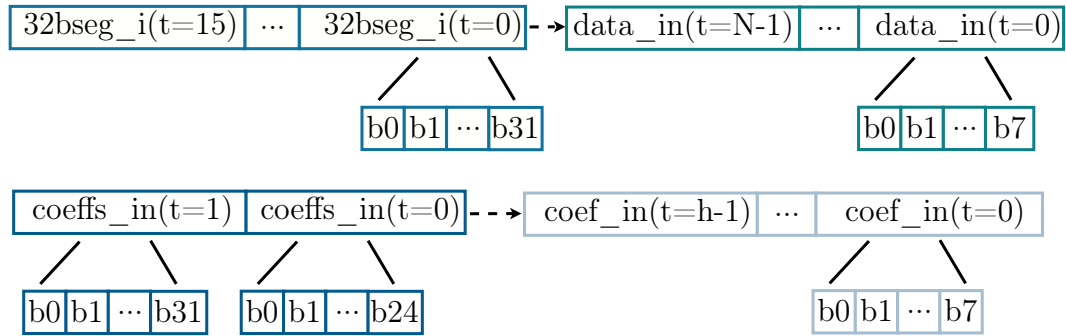 32bseg_i(t=15) ... 32bseg_i(t=0) data_in(t=N-1) ... data_in(t=0)
b0 b1 ... b31 b0 b1 ... b7
coeffs_in(t=1) coeffs_in(t=0) coef_in(t=h-1) ... coef_in(t=0)
b0 b1 ... b31 b0 b1 ... b24 b0 b1 ... b7